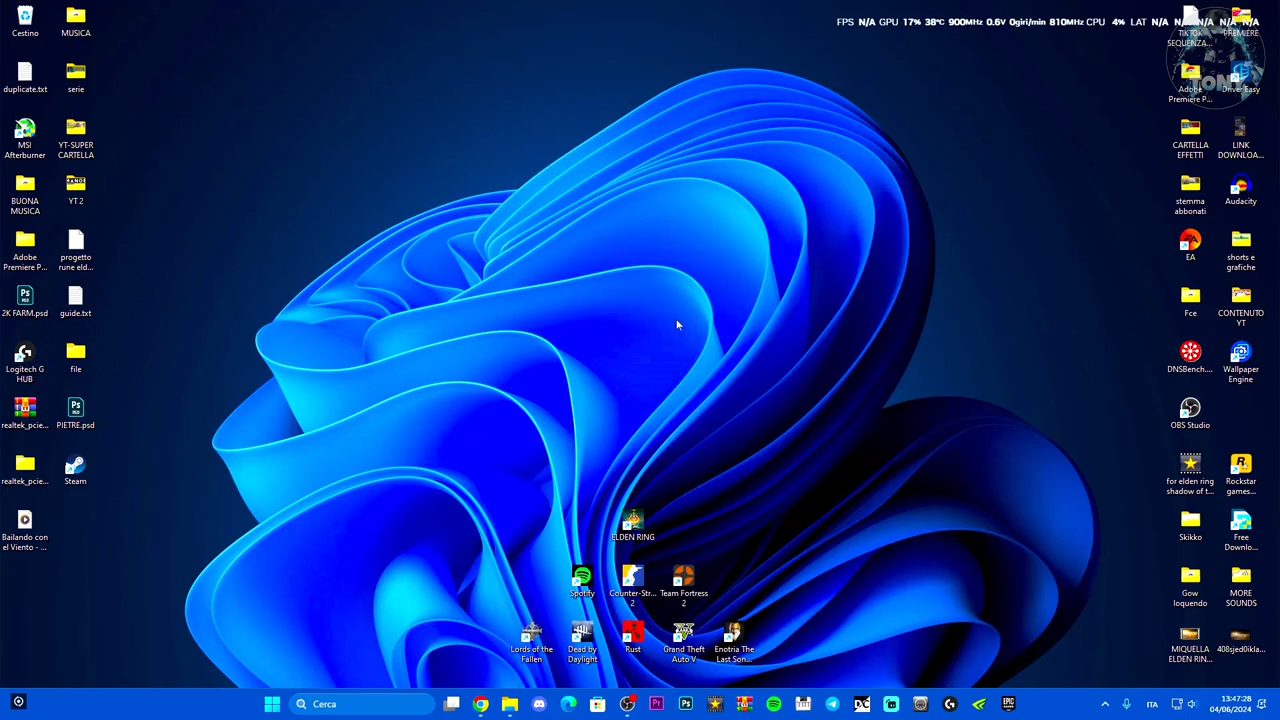 FPS N/A GPU 17% 38°C 900MHz 0.6V 0giri/min 810MHz CPU 4% LAT N/A N/A N/A N/A N/A
Cestino
MUSICA
duplicate.txt
serie
MSI
Afterburner
YT-SUPER
CARTELLA
BUONA
MUSICA
YT 2
Adobe
Premiere P...
progetto
rune eld...
2K FARM.psd
guide.txt
Logitech G
HUB
file
realtek_pcie...
PIETRE.psd
realtek_pcie...
Steam
Bailando con
el Viento - ...
ELDEN RING
Spotify
Counter-Str...
2
Team Fortress
2
Lords of the
Fallen
Dead by
Daylight
Rust
Grand Theft
Auto V
Enotria The
Last Son...
TIKTOK
SEQUENZA...
PREMIERE
Adobe
Premiere P...
Driver Easy
TONY
CARTELLA
EFFETTI
LINK
DOWNLOA...
stemma
abbonati
Audacity
EA
shorts e
grafiche
Fce
CONTENUTO
YT
DNSBench....
Wallpaper
Engine
OBS Studio
for elden ring
shadow of t...
Rockstar
games...
Skikko
Free
Downlo...
Gow
loquendo
MORE
SOUNDS
MIQUELLA
ELDEN RIN...
408sjed0ikla...
Cerca
ITA
13:47:28
04/06/2024